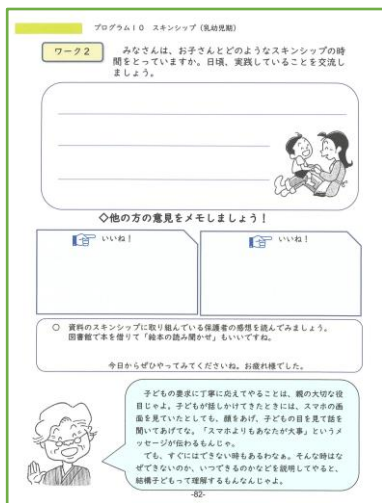 プログラム10 スキンシップ(乳幼児期)
ワーク2
みなさんは、お子さんとどのようなスキンシップの時
間をとっていますか。日頃、実践していることを交流し
ましょう。
◇他の方の意見をメモしましょう!
いいね!
いいね!
○ 資料のスキンシップに取り組んでいる保護者の感想を読んでみましょう。
図書館で本を借りて「絵本の読み聞かせ」もいいですね。
今日からぜひやってみてくださいね。お疲れ様でした。
子どもの要求に丁寧に応えてやることは、親の大切な役
目じゃよ。子どもが話しかけてきたときには、スマホの画
面を見ていたとしても、顔をあげ、子どもの目を見て話を
聞いてあげてな。「スマホよりもあなたが大事」というメ
ッセージが伝わるもんじゃ。
でも、すぐにはできない時もあるわなぁ。そんな時はな
ぜできないのか、いつできるのかなどを説明してやると、
結構子どもって理解するもんなんじゃよ。
-82-